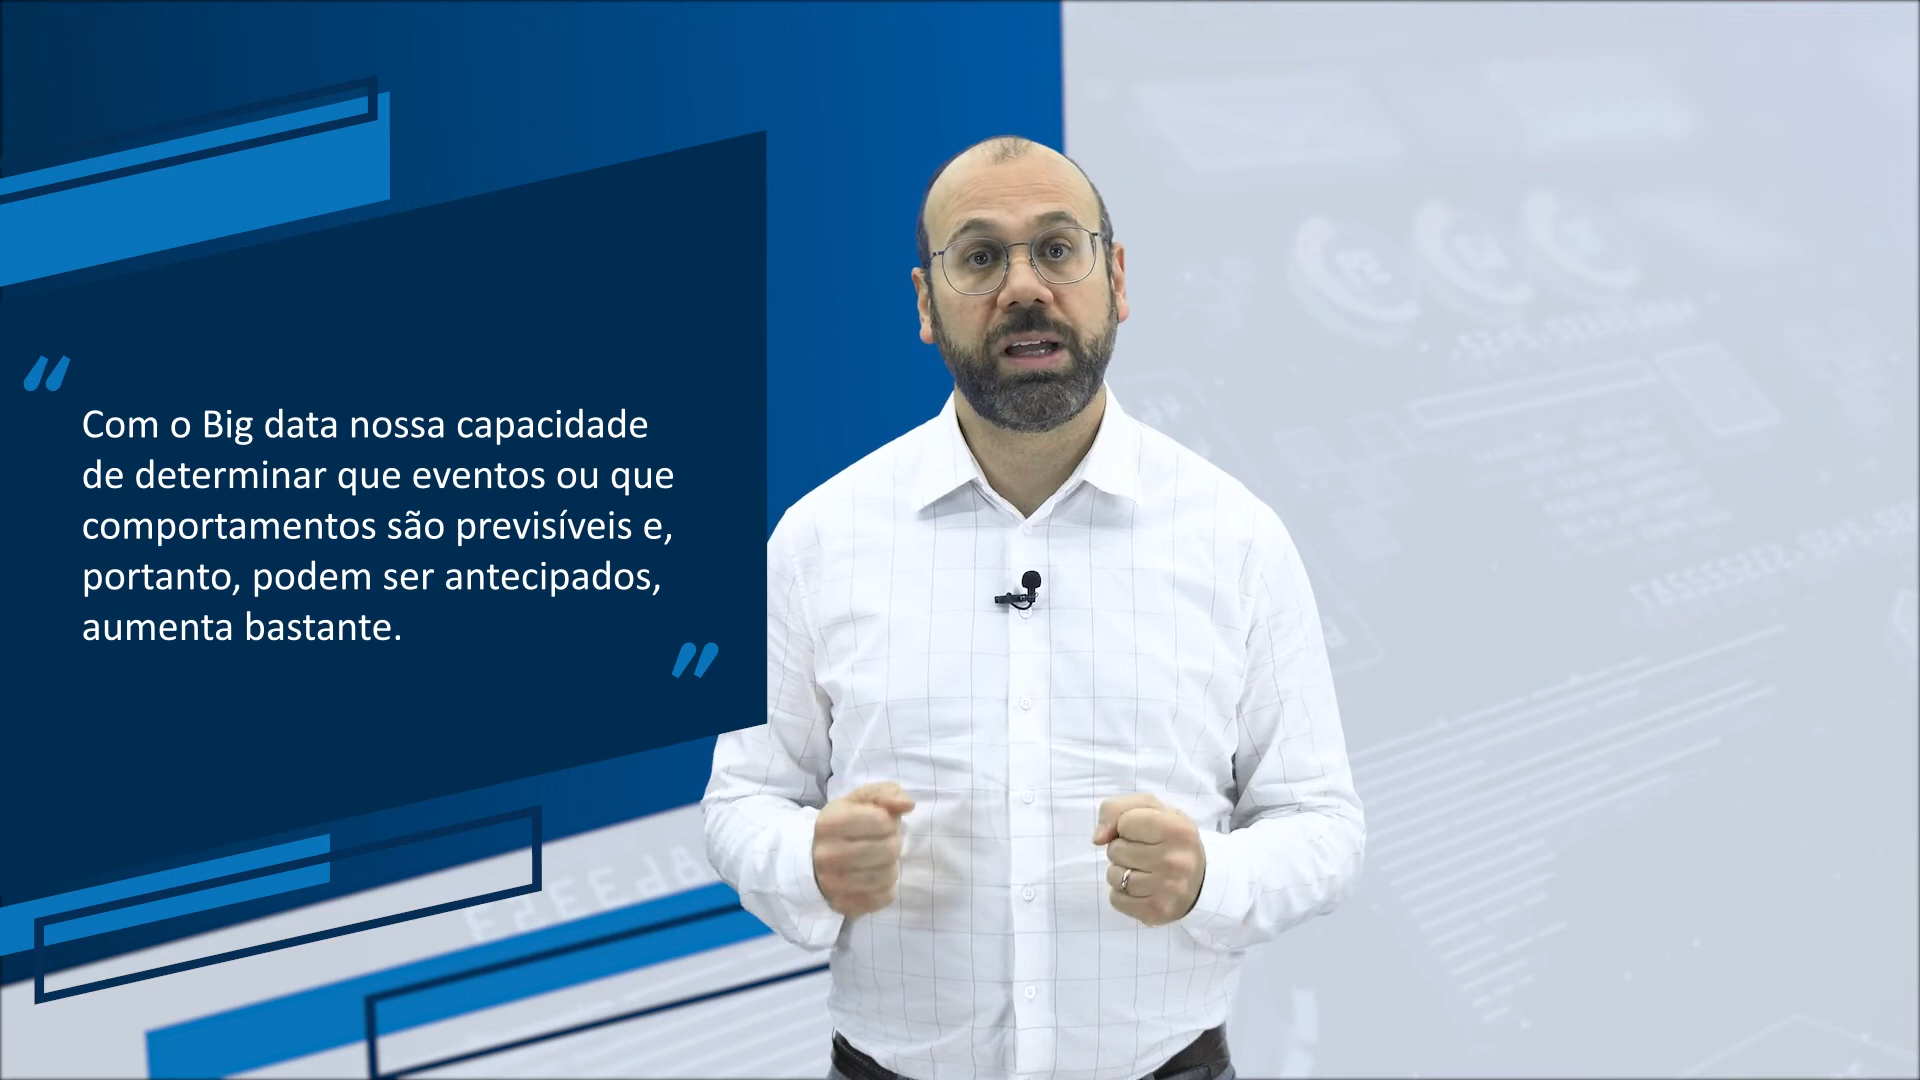 “
Com o Big data nossa capacidade
de determinar que eventos ou que
comportamentos são previsíveis e,
portanto, podem ser antecipados,
aumenta bastante.
”